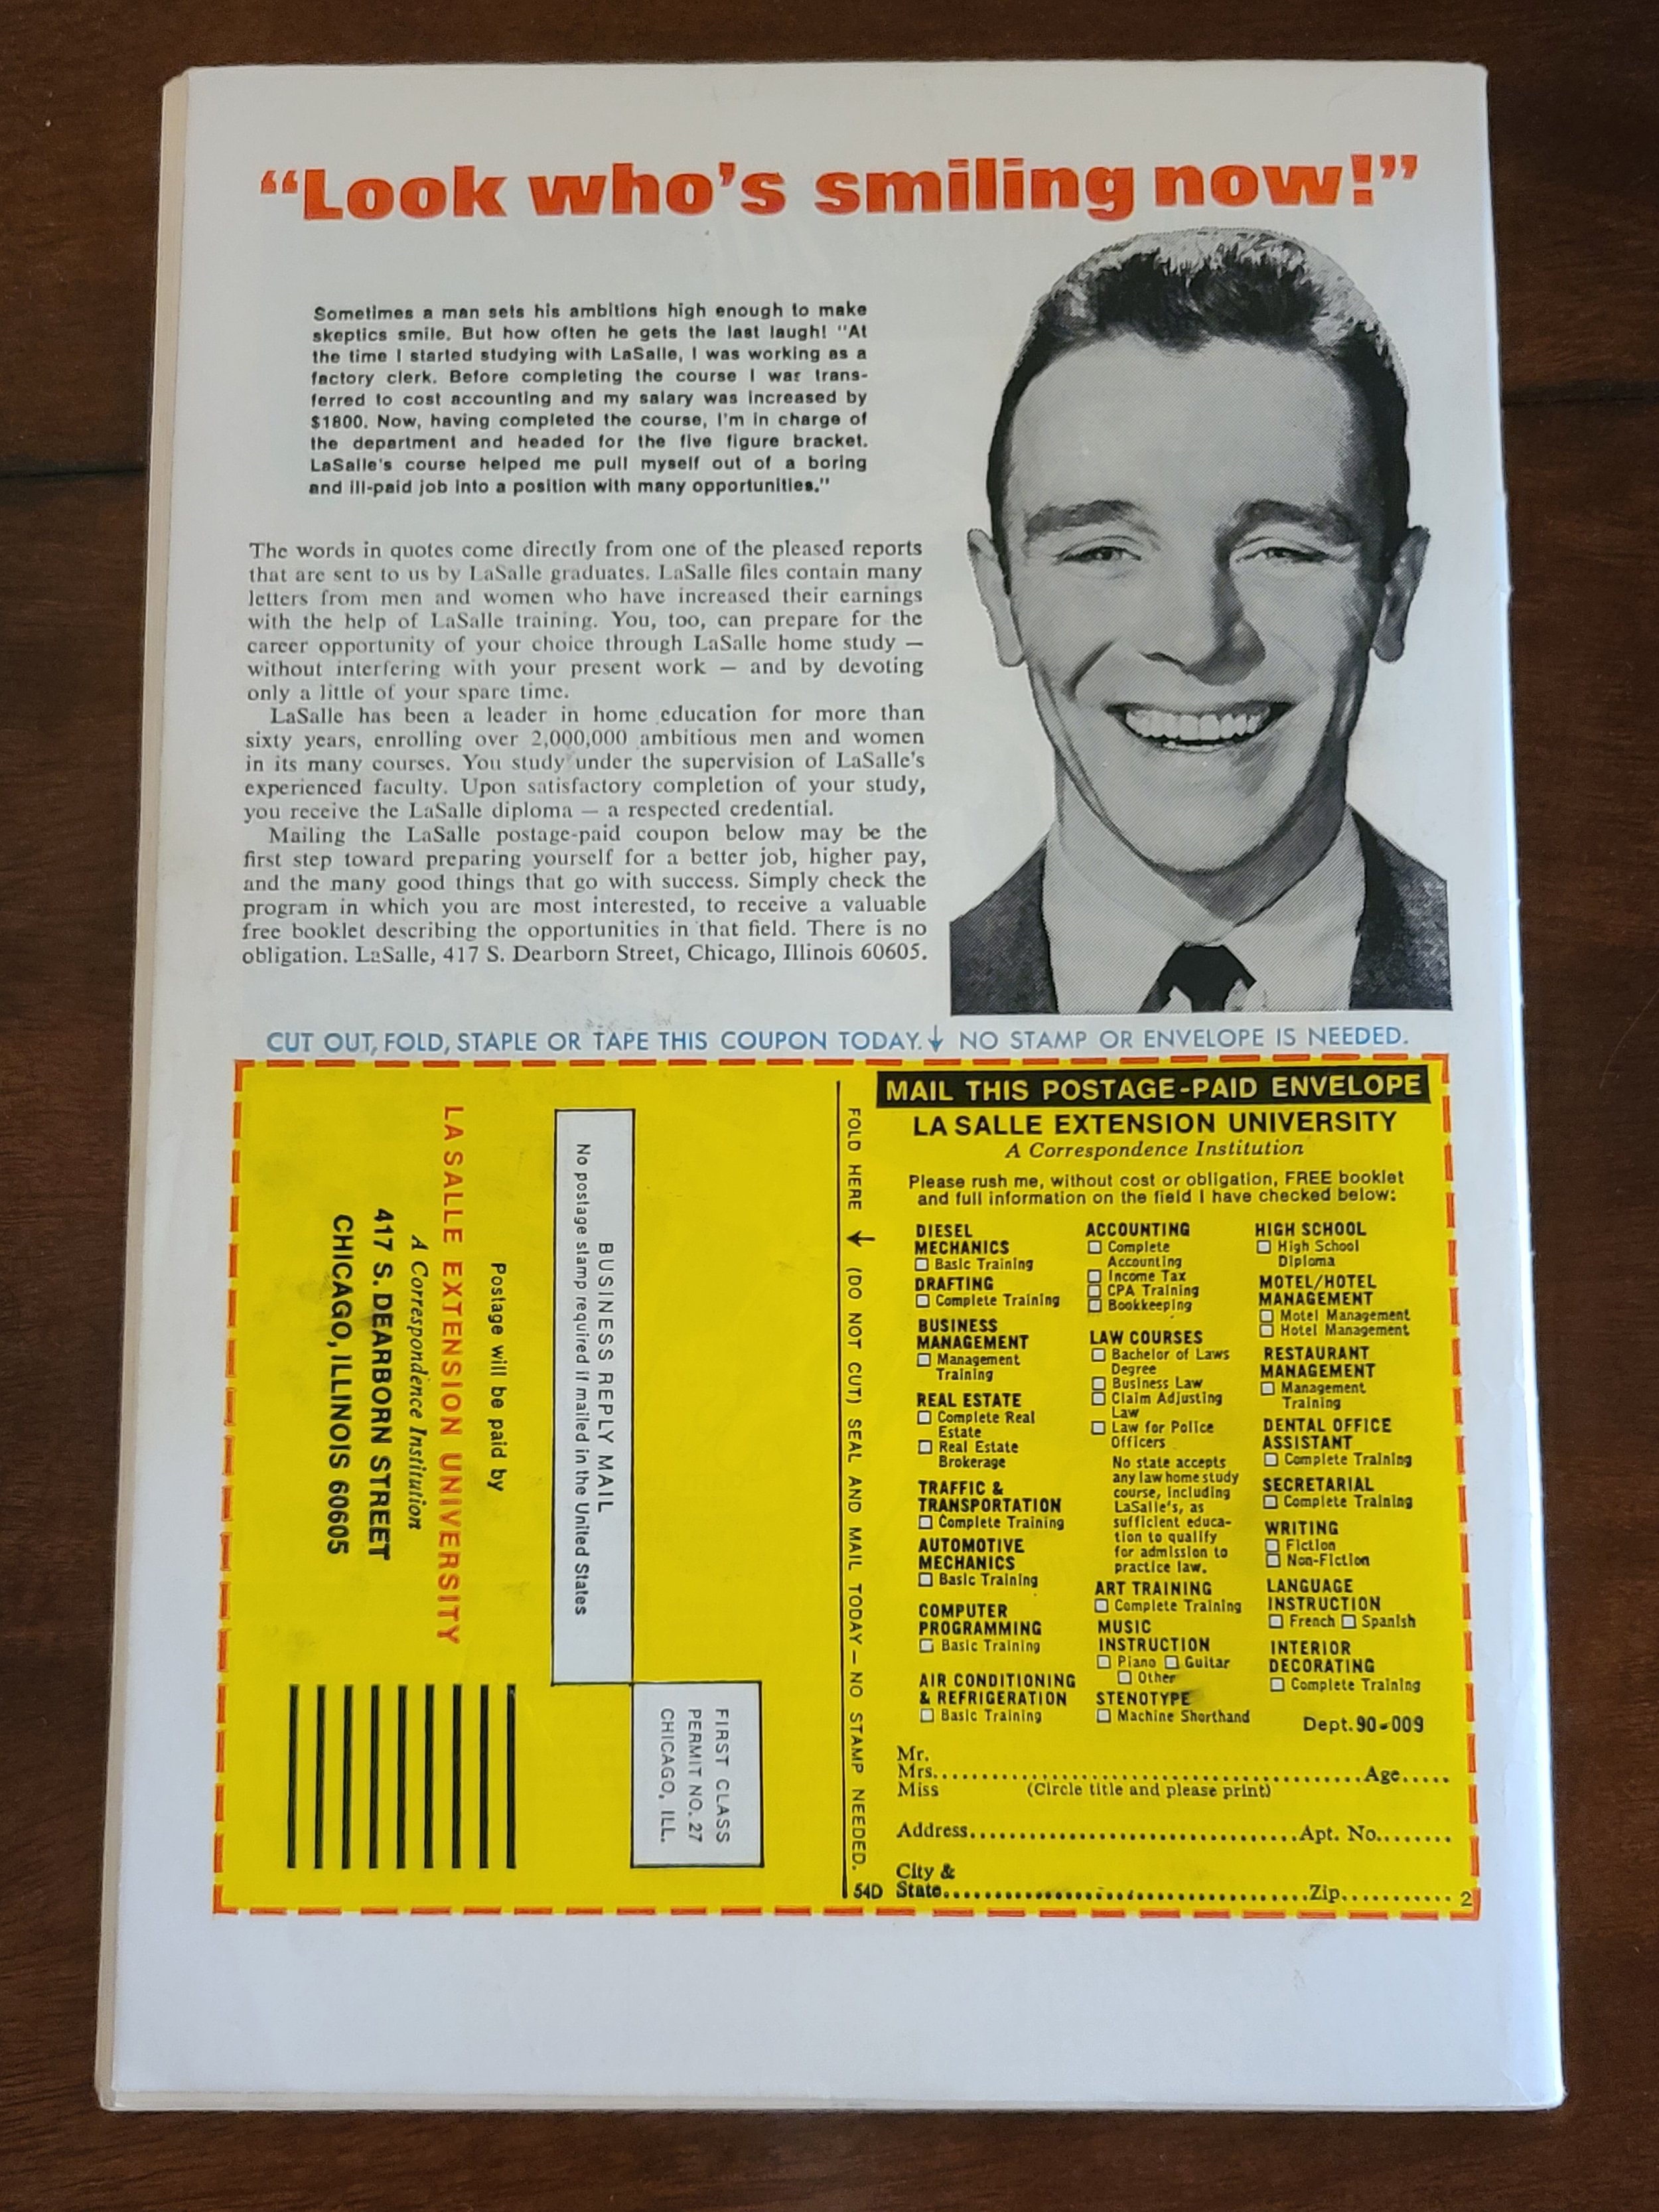 “Look who’s smiling now!”
Sometimes a man sets his ambitions high enough to make
skeptics smile. But how often he gets the last laugh! "At
the time I started studying with LaSalle, I was working as a
factory clerk. Before completing the course I was trans-
ferred to cost accounting and my salary was increased by
$1800. Now, having completed the course, I'm in charge of
the department and headed for the five figure bracket.
LaSalle's course helped me pull myself out of a boring
and ill-paid job into a position with many opportunities."
The words in quotes come directly from one of the pleased reports
that are sent to us by LaSalle graduates. LaSalle files contain many
letters from men and women who have increased their earnings
with the help of LaSalle training. You, too, can prepare for the
career opportunity of your choice through LaSalle home study —
without interfering with your present work — and by devoting
only a little of your spare time.
LaSalle has been a leader in home education for more than
sixty years, enrolling over 2,000,000 ambitious men and women
in its many courses. You study under the supervision of LaSalle's
experienced faculty. Upon satisfactory completion of your study,
you receive the LaSalle diploma — a respected credential.
Mailing the LaSalle postage-paid coupon below may be the
first step toward preparing yourself for a better job, higher pay,
and the many good things that go with success. Simply check the
program in which you are most interested, to receive a valuable
free booklet describing the opportunities in that field. There is no
obligation. LaSalle, 417 S. Dearborn Street, Chicago, Illinois 60605.
CUT OUT, FOLD, STAPLE OR TAPE THIS COUPON TODAY.↓ NO STAMP OR ENVELOPE IS NEEDED.
FIRST CLASS
PERMIT NO. 27
CHICAGO, ILL.
BUSINESS REPLY MAIL
No postage stamp required if mailed in the United States
Postage will be paid by
LA SALLE EXTENSION UNIVERSITY
A Correspondence Institution
417 S. DEARBORN STREET
CHICAGO, ILLINOIS 60605
FOLD HERE → (DO NOT CUT) SEAL AND MAIL TODAY — NO STAMP NEEDED.
MAIL THIS POSTAGE-PAID ENVELOPE
LA SALLE EXTENSION UNIVERSITY
A Correspondence Institution
Please rush me, without cost or obligation, FREE booklet
and full information on the field I have checked below:
DIESEL
MECHANICS
☐ Basic Training
DRAFTING
☐ Complete Training
BUSINESS
MANAGEMENT
☐ Management
Training
REAL ESTATE
☐ Complete Real
Estate
☐ Real Estate
Brokerage
TRAFFIC &
TRANSPORTATION
☐ Complete Training
AUTOMOTIVE
MECHANICS
☐ Basic Training
COMPUTER
PROGRAMMING
☐ Basic Training
AIR CONDITIONING
& REFRIGERATION
☐ Basic Training
ACCOUNTING
☐ Complete
Accounting
☐ Income Tax
☐ CPA Training
☐ Bookkeeping
LAW COURSES
☐ Bachelor of Laws
Degree
☐ Business Law
☐ Claim Adjusting
Law
☐ Law for Police
Officers
No state accepts
any law home study
course, including
LaSalle's, as
sufficient educa-
tion to qualify
for admission to
practice law.
ART TRAINING
☐ Complete Training
MUSIC
INSTRUCTION
☐ Piano ☐ Guitar
☐ Other
STENOTYPE
☐ Machine Shorthand
HIGH SCHOOL
☐ High School
Diploma
MOTEL/HOTEL
MANAGEMENT
☐ Motel Management
☐ Hotel Management
RESTAURANT
MANAGEMENT
☐ Management
Training
DENTAL OFFICE
ASSISTANT
☐ Complete Training
SECRETARIAL
☐ Complete Training
WRITING
☐ Fiction
☐ Non-Fiction
LANGUAGE
INSTRUCTION
☐ French ☐ Spanish
INTERIOR
DECORATING
☐ Complete Training
Dept. 90-009
Mr.
Mrs. Age
Miss (Circle title and please print)
Address Apt. No.
City &
State Zip
54D
2